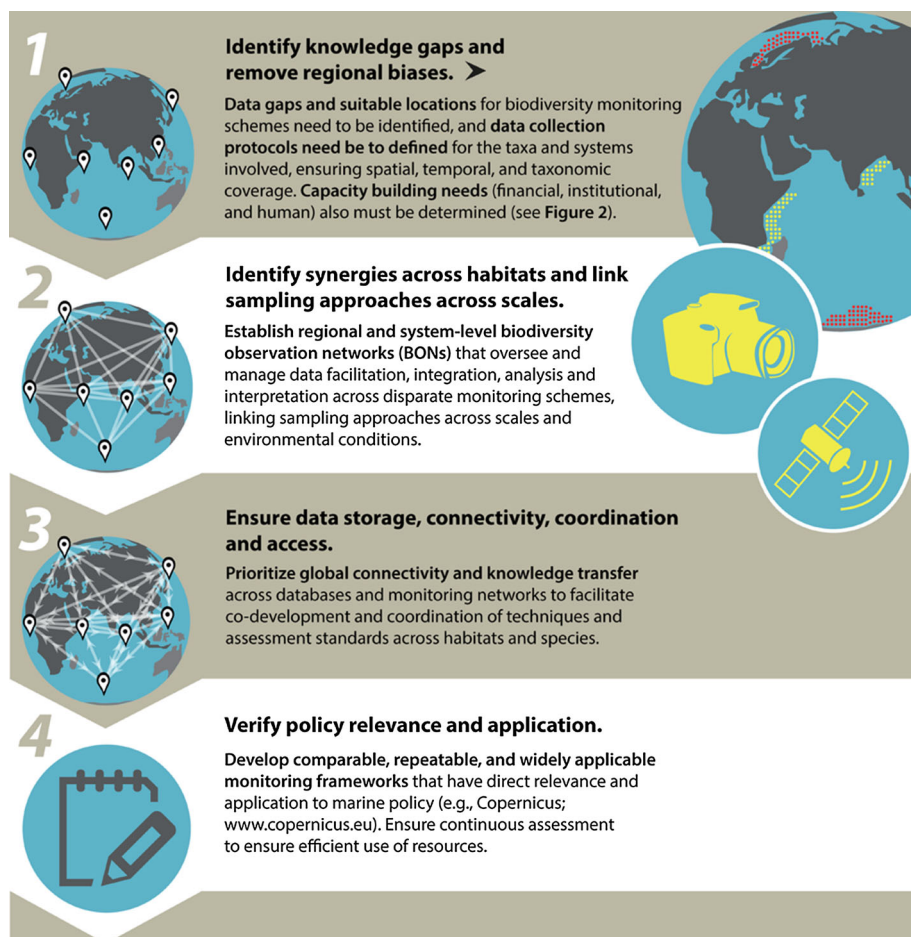 1
Identify knowledge gaps and
remove regional biases. ➤
Data gaps and suitable locations for biodiversity monitoring
schemes need to be identified, and data collection
protocols need be to defined for the taxa and systems
involved, ensuring spatial, temporal, and taxonomic
coverage. Capacity building needs (financial, institutional,
and human) also must be determined (see Figure 2).
2
Identify synergies across habitats and link
sampling approaches across scales.
Establish regional and system-level biodiversity
observation networks (BONs) that oversee and
manage data facilitation, integration, analysis and
interpretation across disparate monitoring schemes,
linking sampling approaches across scales and
environmental conditions.
3
Ensure data storage, connectivity, coordination
and access.
Prioritize global connectivity and knowledge transfer
across databases and monitoring networks to facilitate
co-development and coordination of techniques and
assessment standards across habitats and species.
4
Verify policy relevance and application.
Develop comparable, repeatable, and widely applicable
monitoring frameworks that have direct relevance and
application to marine policy (e.g., Copernicus;
www.copernicus.eu). Ensure continuous assessment
to ensure efficient use of resources.